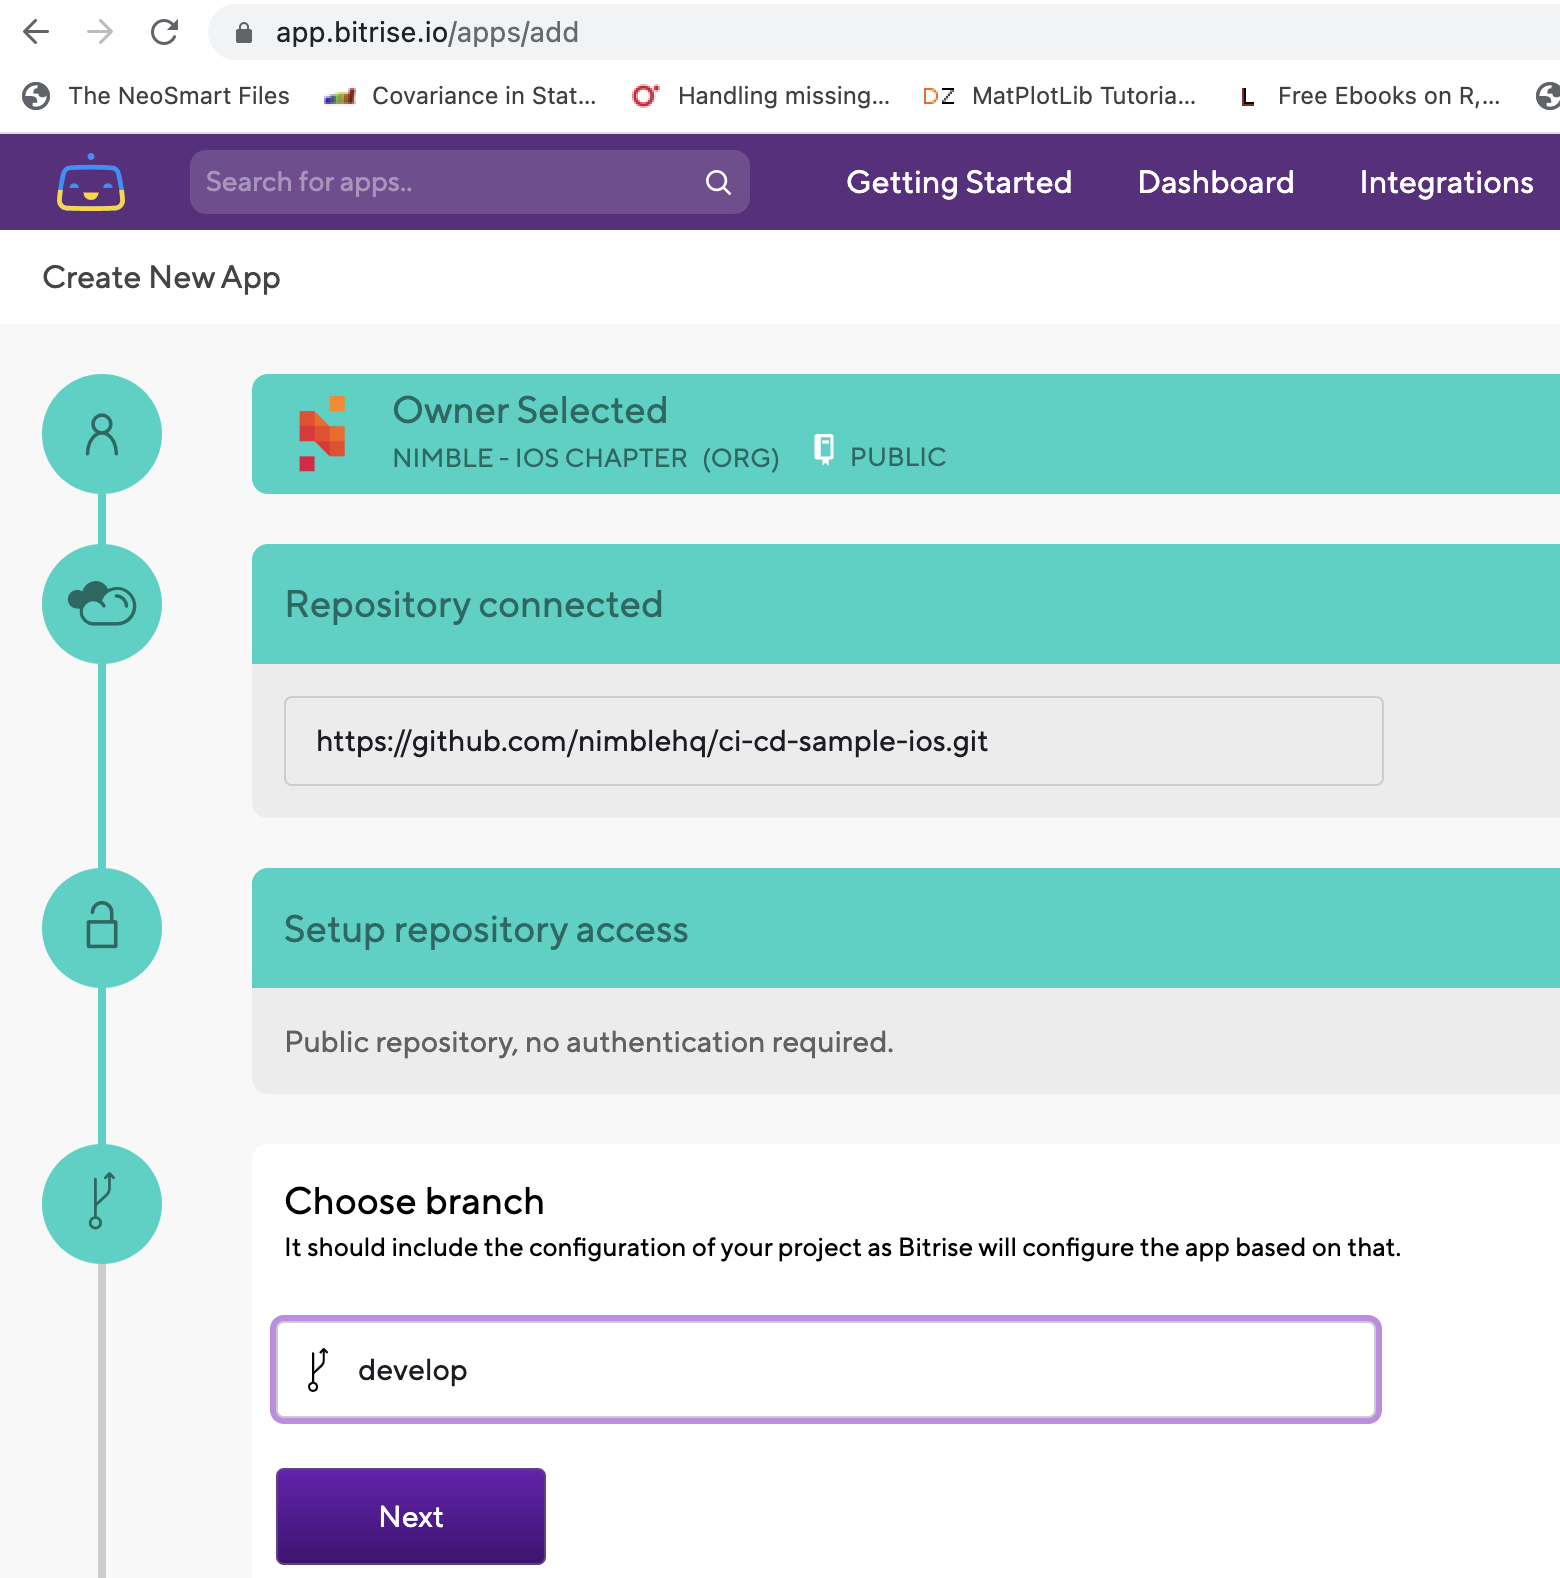 app.bitrise.io/apps/add
The NeoSmart Files Covariance in Stat... Handling missing... DZ MatPlotLib Tutoria... L Free Ebooks on R,...
Search for apps.. Getting Started Dashboard Integrations
Create New App
Owner Selected
NIMBLE - IOS CHAPTER (ORG) PUBLIC
Repository connected
https://github.com/nimblehq/ci-cd-sample-ios.git
Setup repository access
Public repository, no authentication required.
Choose branch
It should include the configuration of your project as Bitrise will configure the app based on that.
develop
Next